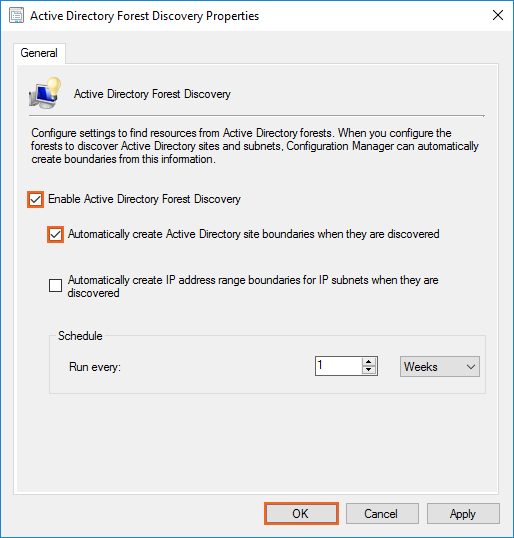 Active Directory Forest Discovery Properties
General
Active Directory Forest Discovery
Configure settings to find resources from Active Directory forests. When you configure the
forests to discover Active Directory sites and subnets, Configuration Manager can automatically
create boundaries from this information.
Enable Active Directory Forest Discovery
Automatically create Active Directory site boundaries when they are discovered
Automatically create IP address range boundaries for IP subnets when they are
discovered
Schedule
Run every:
1
Weeks
OK
Cancel
Apply